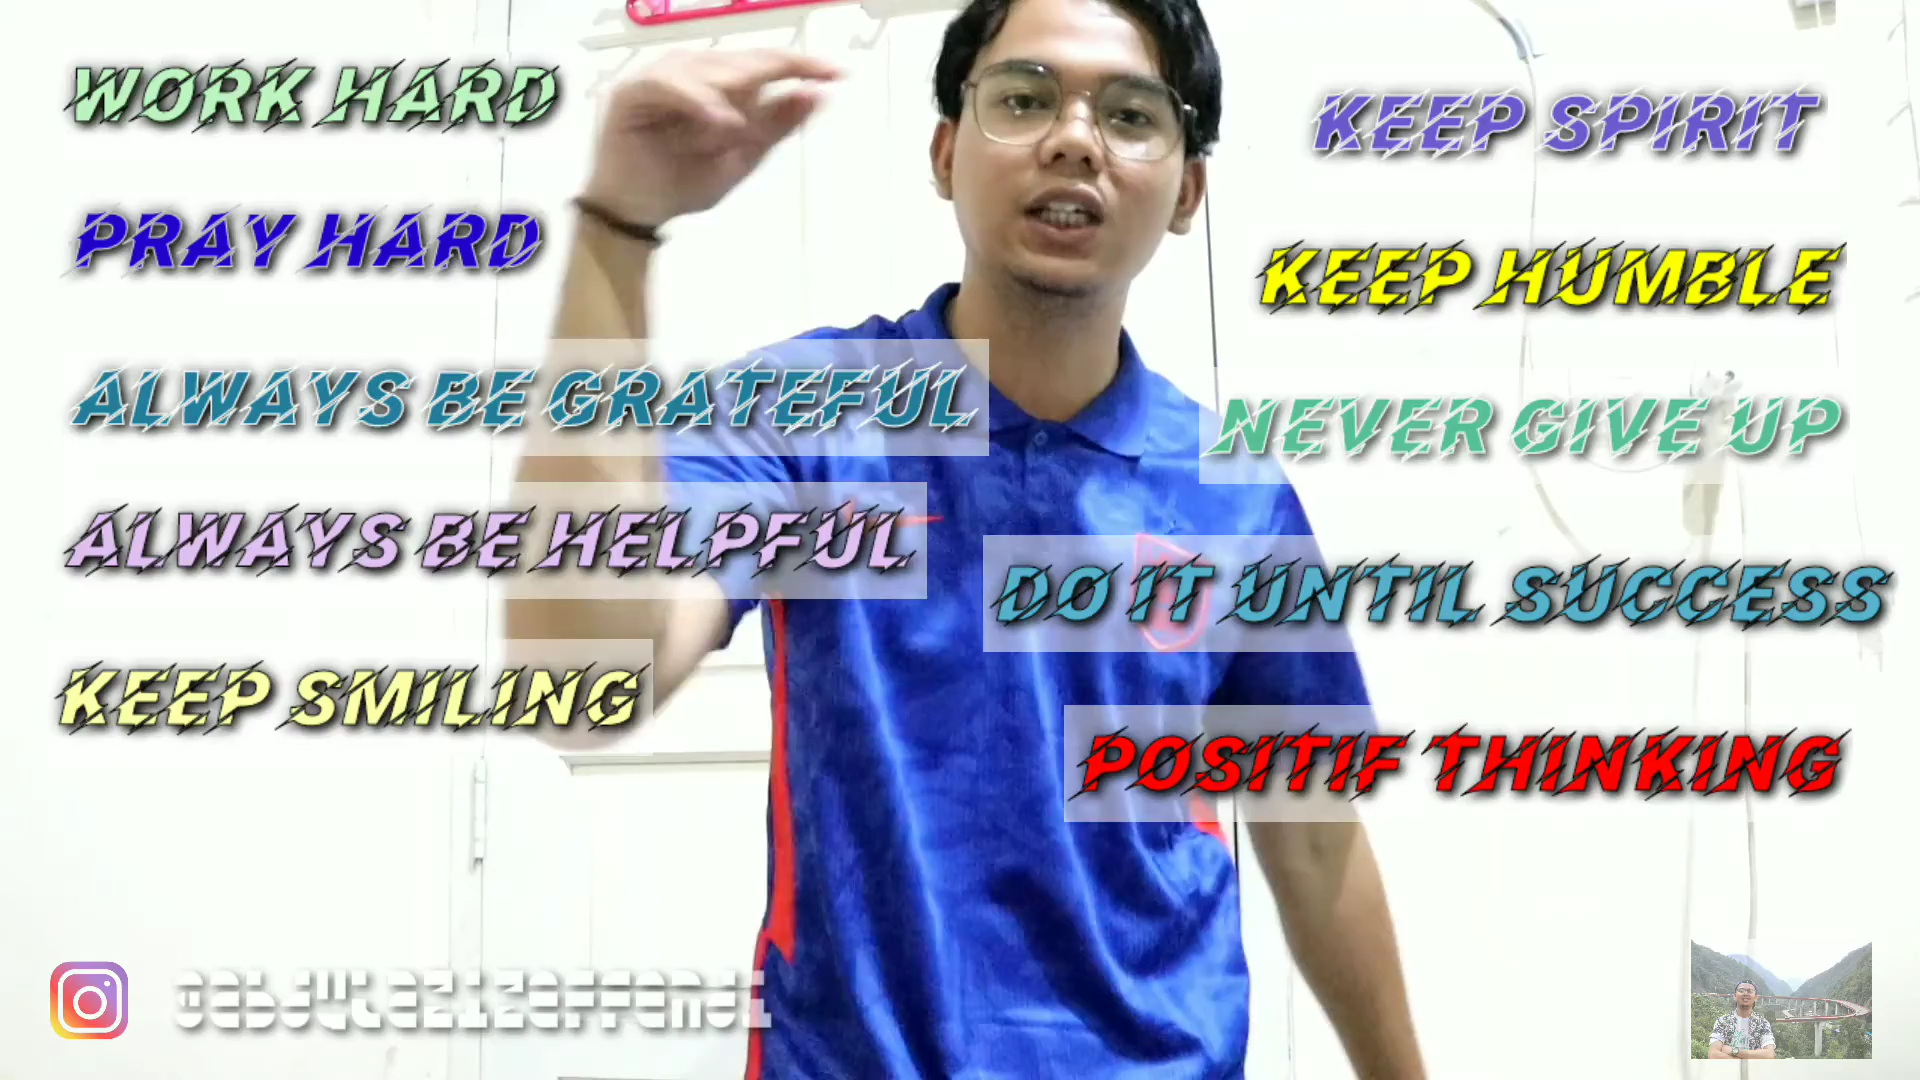 WORK HARD
PRAY HARD
ALWAYS BE GRATEFUL
ALWAYS BE HELPFUL
KEEP SMILING
KEEP SPIRIT
KEEP HUMBLE
NEVER GIVE UP
DO IT UNTIL SUCCESS
POSITIF THINKING